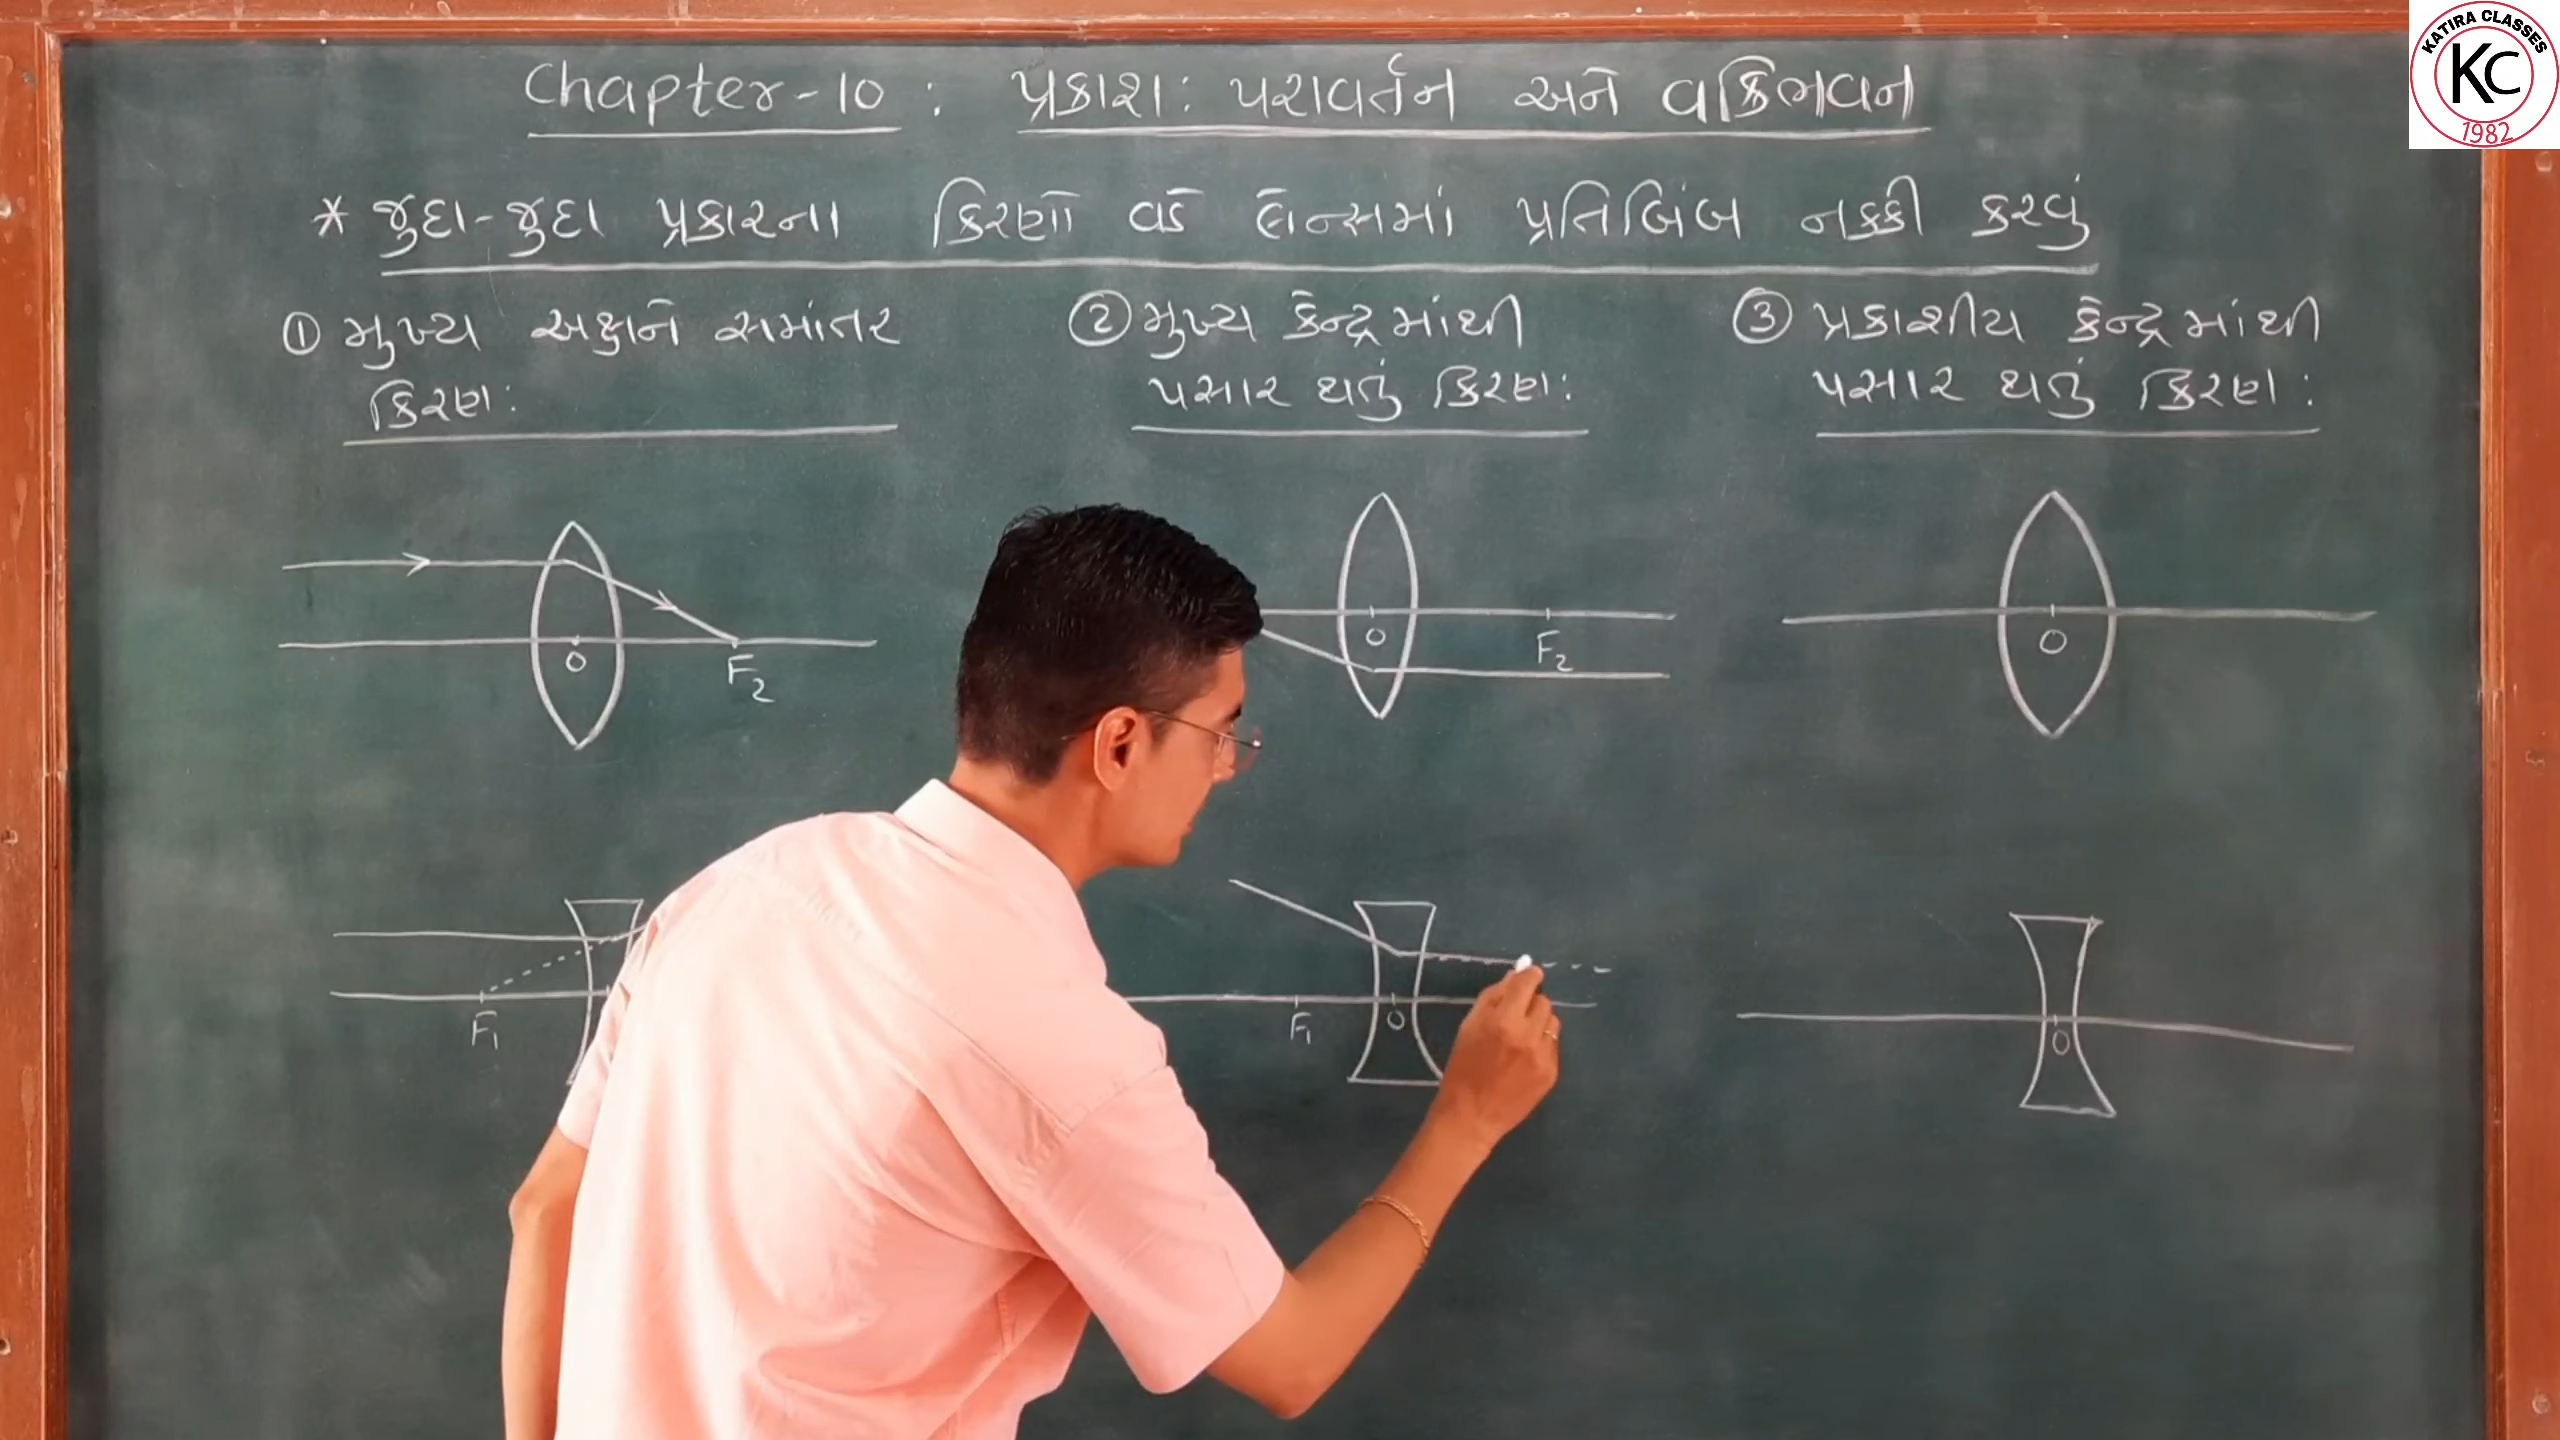 KATIRA CLASSES
KC
1982
Chapter-10 : પ્રકાશ: પરાવર્તન અને વક્રિભવન
* જુદા-જુદા પ્રકારના કિરણો વડે લેન્સમાં પ્રતિબિંબ નક્કી કરવું
① મુખ્ય અક્ષને સમાંતર
કિરણ:
② મુખ્ય કેન્દ્રમાંથી
પસાર થતું કિરણ:
③ પ્રકાશીય કેન્દ્રમાંથી
પસાર થતું કિરણ:
O
F₂
O
F₂
O
F₁
F₁
O
O